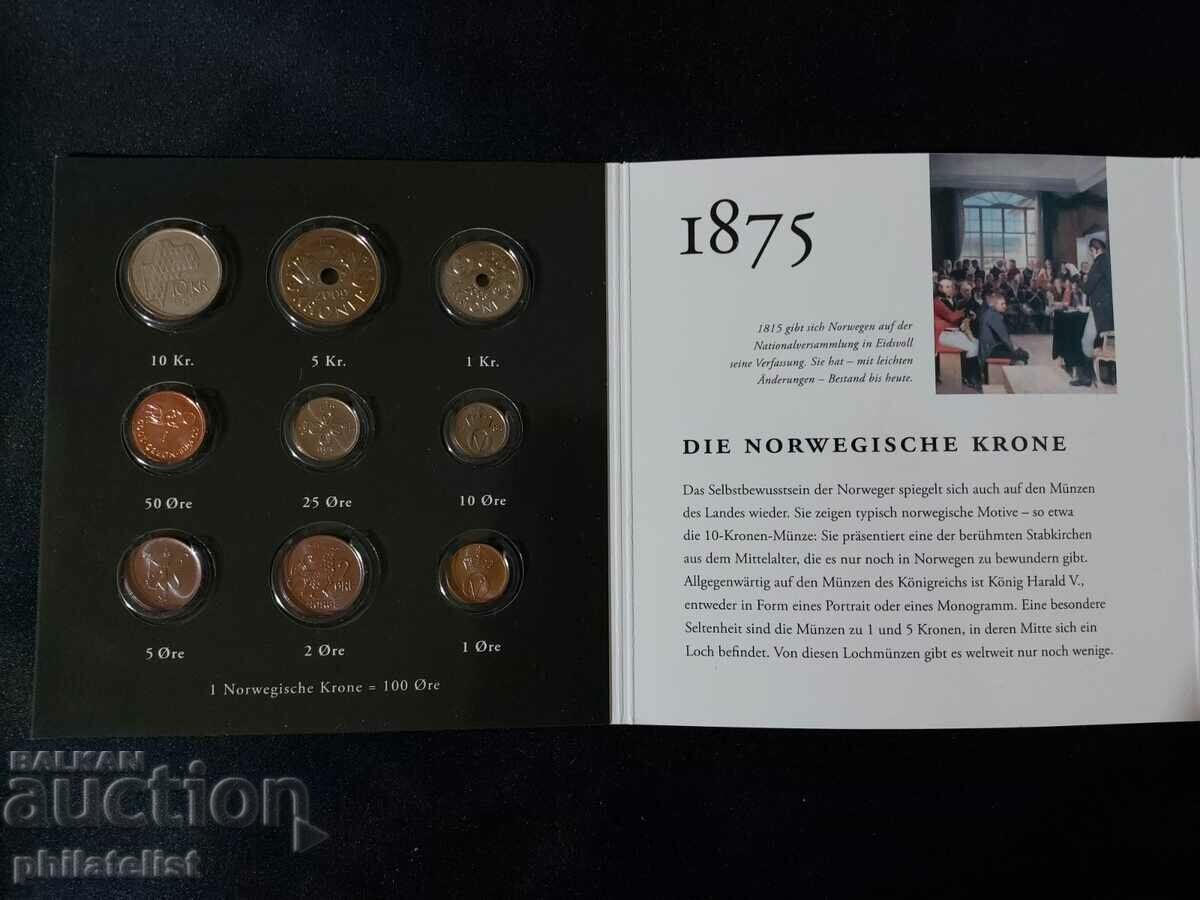 10 KR
5
2000
KRONER
10 Kr.
5 Kr.
1 Kr.
50 Øre
25 Øre
10 Øre
5 Øre
2 Øre
1 Øre
1 Norwegische Krone = 100 Øre
1875
1815 gibt sich Norwegen auf der
Nationalversammlung in Eidsvoll
seine Verfassung. Sie hat – mit leichten
Änderungen – Bestand bis heute.
DIE NORWEGISCHE KRONE
Das Selbstbewusstsein der Norweger spiegelt sich auch auf den Münzen
des Landes wieder. Sie zeigen typisch norwegische Motive – so etwa
die 10-Kronen-Münze: Sie präsentiert eine der berühmten Stabkirchen
aus dem Mittelalter, die es nur noch in Norwegen zu bewundern gibt.
Allgegenwärtig auf den Münzen des Königreichs ist König Harald V.,
entweder in Form eines Portrait oder eines Monogramm. Eine besondere
Seltenheit sind die Münzen zu 1 und 5 Kronen, in deren Mitte sich ein
Loch befindet. Von diesen Lochmünzen gibt es weltweit nur noch wenige.
BALKAN
auction
philatelist